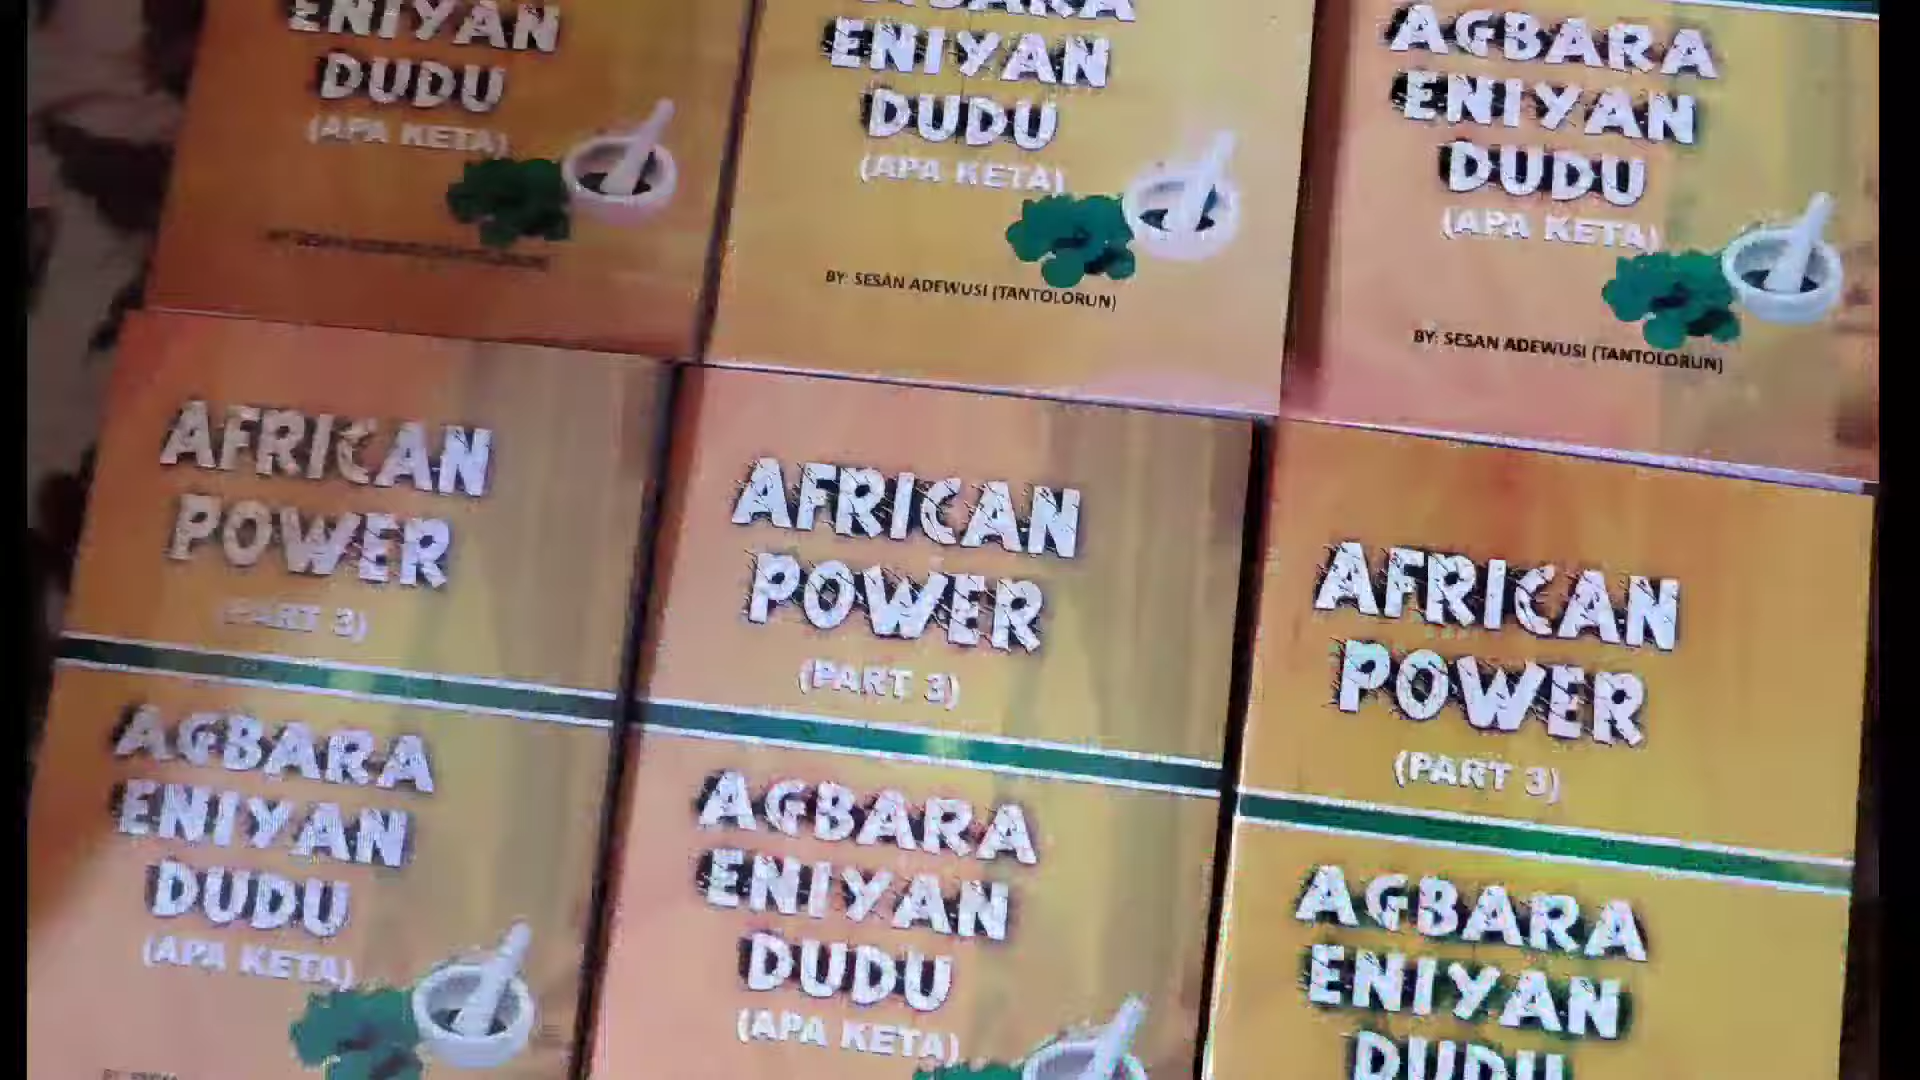 ENIYAN
DUDU
(APA KETA)
ENIYAN
DUDU
(APA KETA)
BY: SESAN ADEWUSI (TANTOLORUN)
AGBARA
ENIYAN
DUDU
(APA KETA)
BY: SESAN ADEWUSI (TANTOLORUN)
AFRICAN
POWER
(PART 3)
AGBARA
ENIYAN
DUDU
(APA KETA)
AFRICAN
POWER
(PART 3)
AGBARA
ENIYAN
DUDU
(APA KETA)
AFRICAN
POWER
(PART 3)
AGBARA
ENIYAN
DUDU